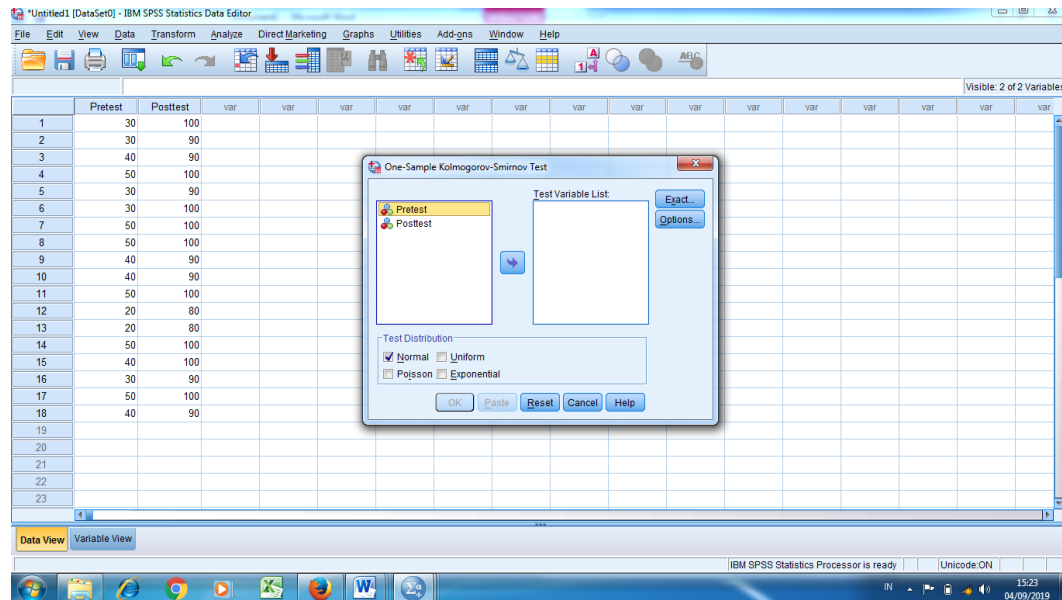 *Untitled1 [DataSet0] - IBM SPSS Statistics Data Editor
File Edit View Data Transform Analyze Direct Marketing Graphs Utilities Add-ons Window Help
Visible: 2 of 2 Variables
Pretest Posttest var var var var var var var var var var var var var var var
1 30 100
2 30 90
3 40 90
4 50 100
5 30 90
6 30 100
7 50 100
8 50 100
9 40 90
10 40 90
11 50 100
12 20 80
13 20 80
14 50 100
15 40 100
16 30 90
17 50 100
18 40 90
19
20
21
22
23
One-Sample Kolmogorov-Smirnov Test
Test Variable List:
Pretest
Posttest
Exact...
Options...
Test Distribution
Normal Uniform
Poisson Exponential
OK Paste Reset Cancel Help
Data View Variable View
IBM SPSS Statistics Processor is ready Unicode:ON
IN 15:23
04/09/2019